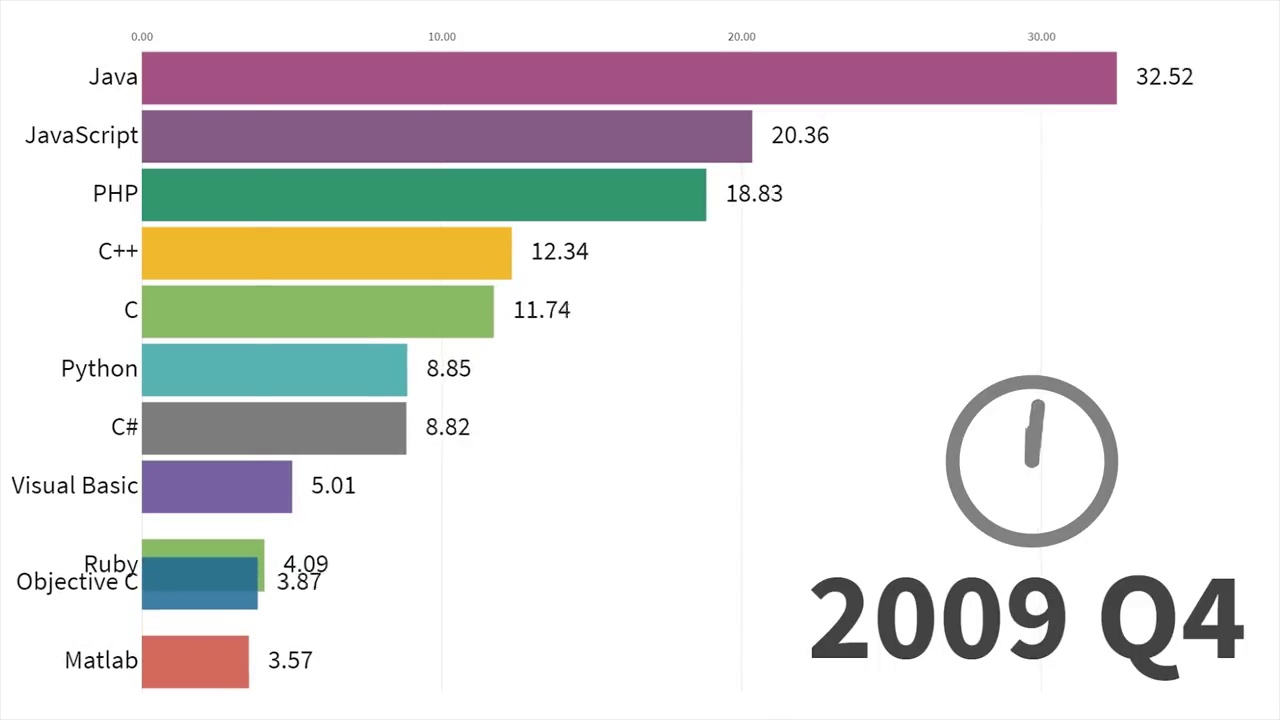 0.00 10.00 20.00 30.00
Java 32.52
JavaScript 20.36
PHP 18.83
C++ 12.34
C 11.74
Python 8.85
C# 8.82
Visual Basic 5.01
Ruby 4.09
Objective C 3.87
Matlab 3.57
2009 Q4